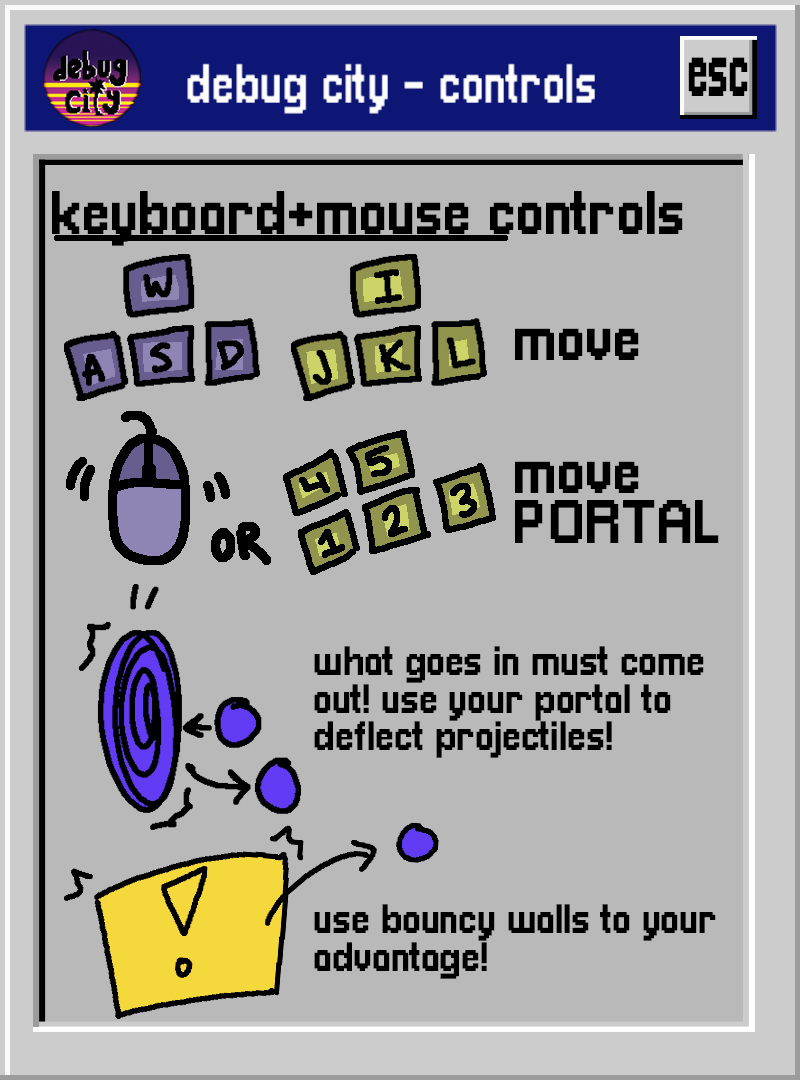 debug
city
debug city - controls
esc
keyboard+mouse controls
W
I
A S D
J K L
move
4 5
1 2 3
OR
move
PORTAL
what goes in must come
out! use your portal to
deflect projectiles!
!
use bouncy walls to your
advantage!